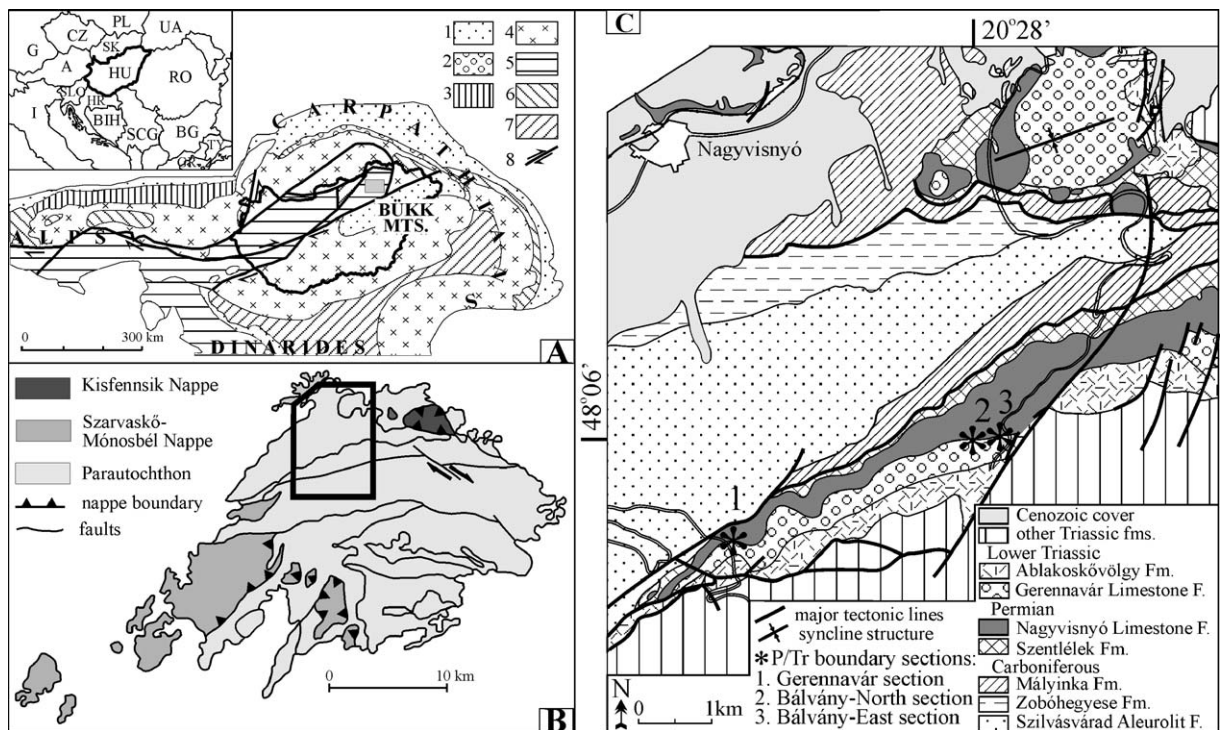 PL
CZ
UA
G
SK
A
HU
RO
SLO
HR
I
BIH
SCG
BG
1
2
3
4
5
6
7
8
CARPATHIANS
ALPS
BÜKK
MTS.
DINARIDES
0 300 km
A
Kisfennsik Nappe
Szarvaskő-
Mónosbél Nappe
Parautochthon
nappe boundary
faults
0 10 km
B
C
20°28'
Nagyvisnyó
48°06'
1
2
3
major tectonic lines
syncline structure
*P/Tr boundary sections:
1. Gerennavár section
2. Bálvány-North section
3. Bálvány-East section
N
0 1km
Cenozoic cover
other Triassic fms.
Lower Triassic
Ablakoskővölgy Fm.
Gerennavár Limestone F.
Permian
Nagyvisnyó Limestone F.
Szentlélek Fm.
Carboniferous
Mályinka Fm.
Zobóhegyese Fm.
Szilvásvárad Aleurolit F.